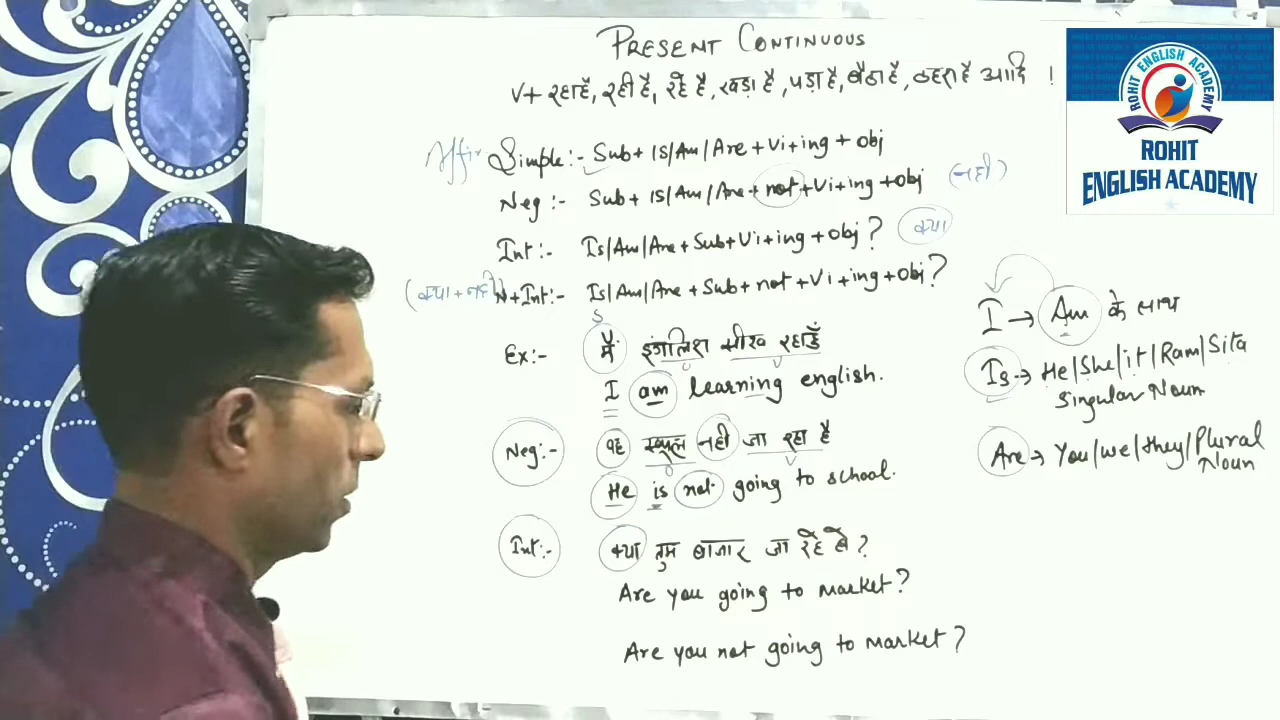 PRESENT CONTINUOUS
V+ रहा है, रही है, रहे है, खड़ा है, पड़ा है, बैठा है, ठहरा है आदि ।
Affir Simple:- Sub + Is/Am/Are + Vi + ing + obj
Neg :- Sub + Is/Am/Are + not + Vi + ing + obj (नही)
Int :- Is/Am/Are + Sub + Vi + ing + obj ? क्या
(क्या + नही) N+Int:- Is/Am/Are + Sub + not + Vi + ing + obj ?
S
Ex:- मैं इंगलिश सीख रहा हूँ
I am learning english.
Neg:- वह स्कूल नही जा रहा है
He is not going to school.
Int:- क्या तुम बाजार जा रहे हो ?
Are you going to market?
Are you not going to market?
I → Am के साथ
Is → He/She/it/Ram/Sita
Singular Noun
Are → You/we/they/Plural
Noun
ROHIT ENGLISH ACADEMY
ROHIT
ENGLISH ACADEMY